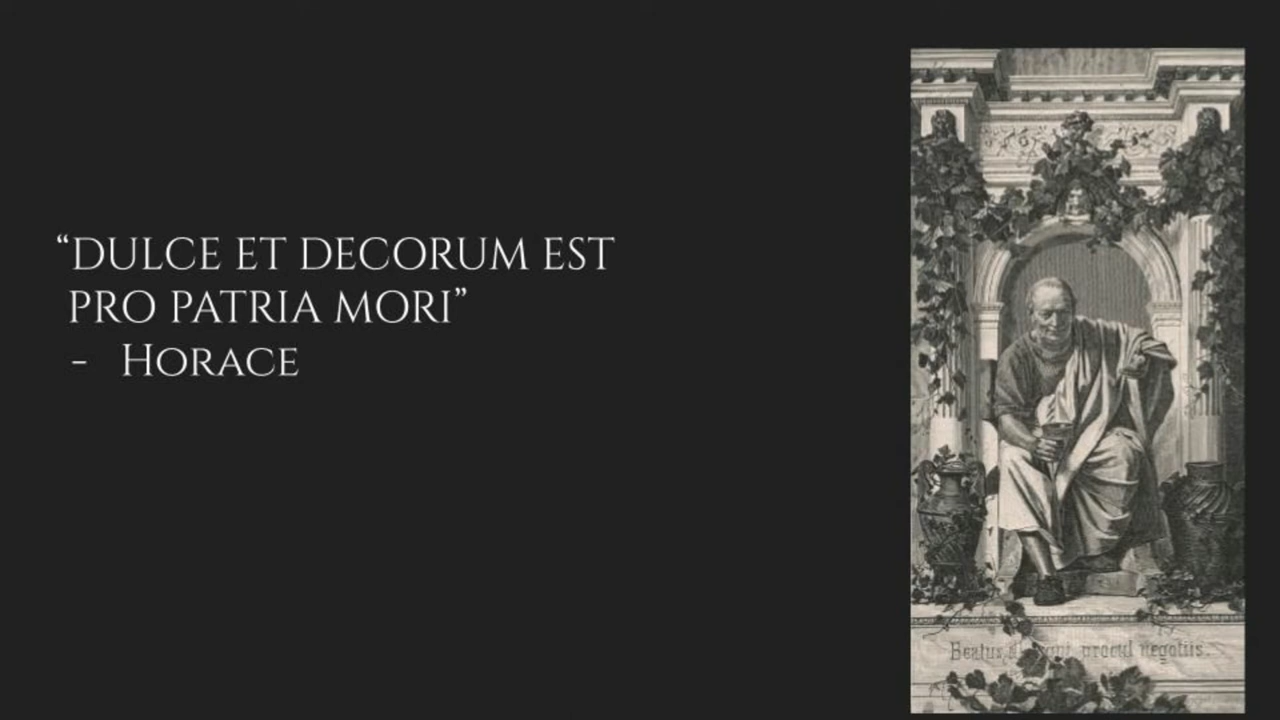 “DULCE ET DECORUM EST
PRO PATRIA MORI”
- HORACE
Beatus procul negotiis.